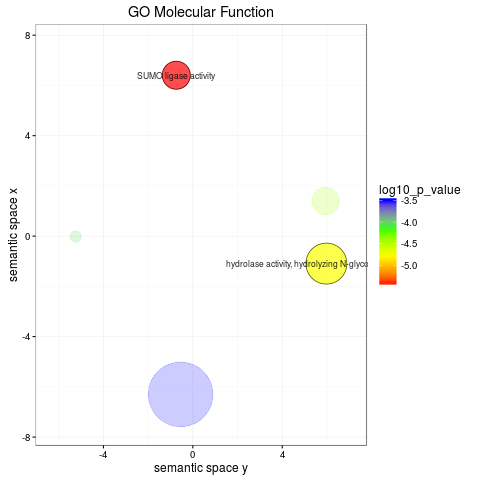 GO Molecular Function
8
4
0
-4
-8
-4
0
4
semantic space x
semantic space y
SUMO ligase activity
hydrolase activity, hydrolyzing N-glyco
log10_p_value
-3.5
-4.0
-4.5
-5.0